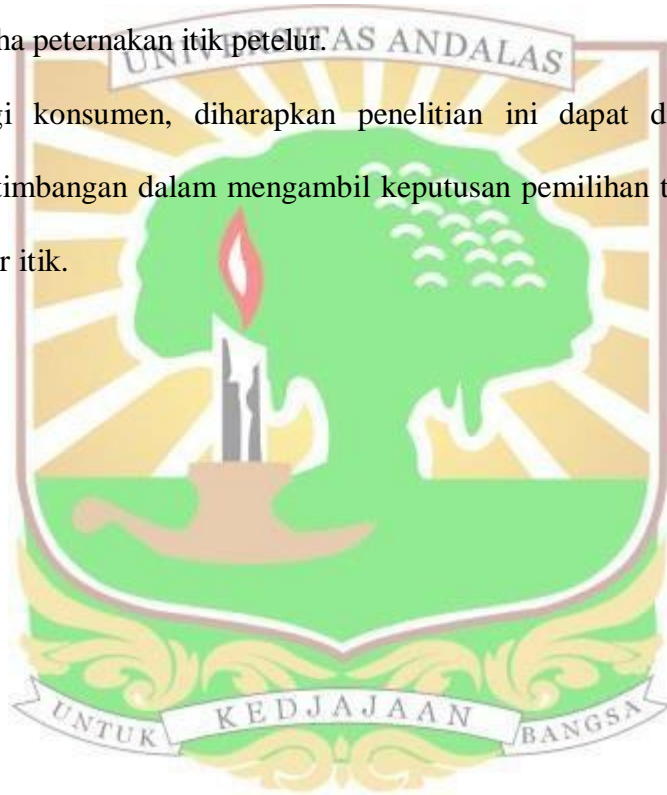 ha peternakan itik petelur.
UNIVERSITAS ANDALAS
gi konsumen, diharapkan penelitian ini dapat d
timbangan dalam mengambil keputusan pemilihan t
r itik.
UNTUK KEDJAJAAN BANGSA